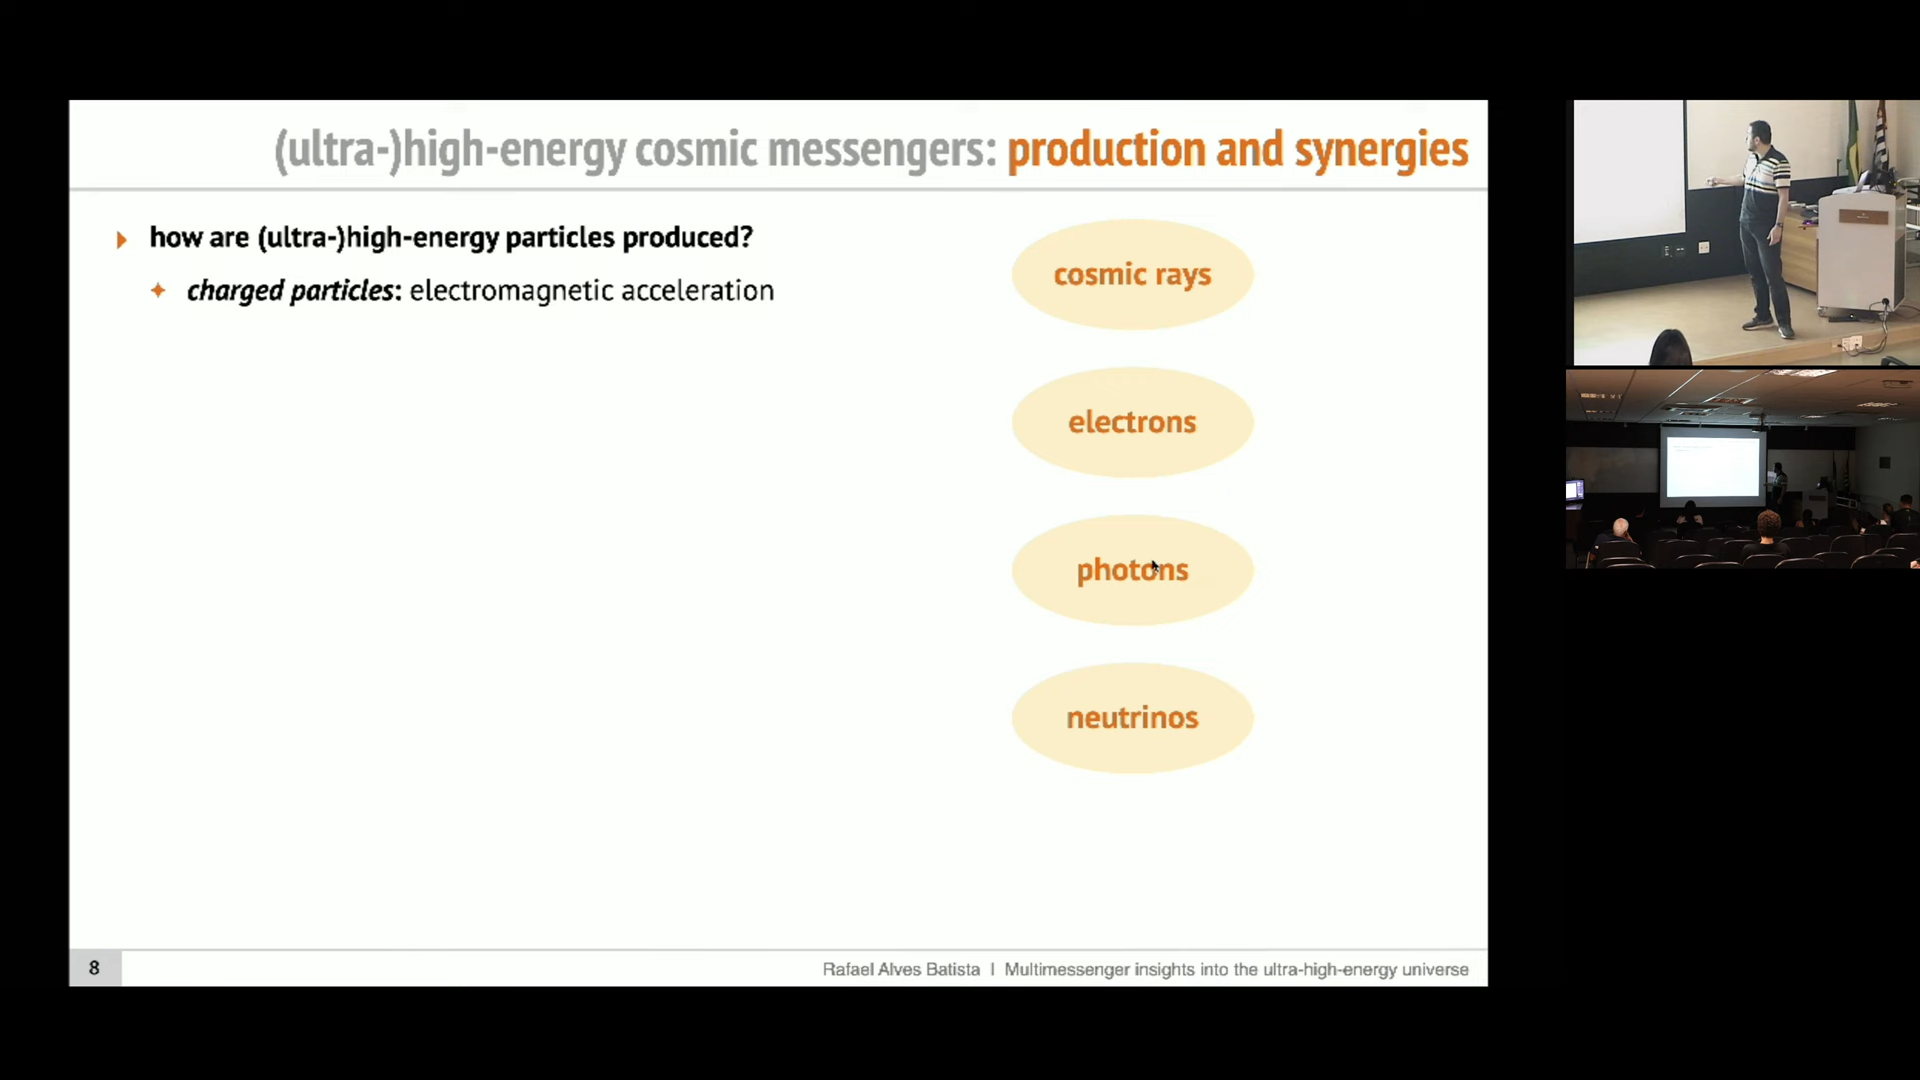 (ultra-)high-energy cosmic messengers: production and synergies
how are (ultra-)high-energy particles produced?
charged particles: electromagnetic acceleration
cosmic rays
electrons
photons
neutrinos
8
Rafael Alves Batista | Multimessenger insights into the ultra-high-energy universe